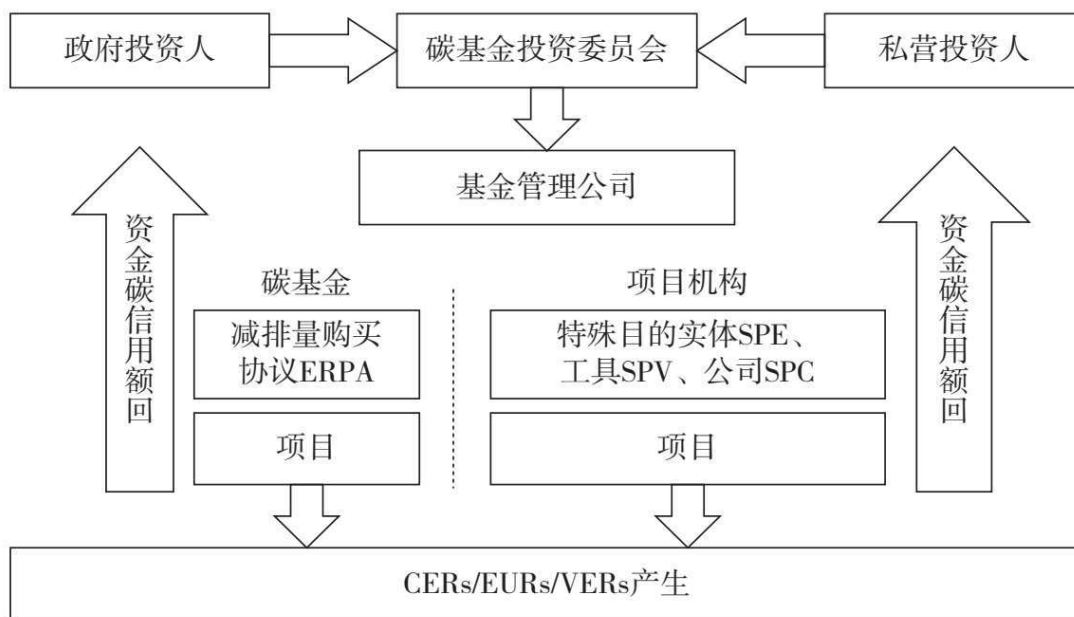 政府投资人
碳基金投资委员会
私营投资人
基金管理公司
资金碳信用额回
碳基金
项目机构
减排量购买
协议ERPA
特殊目的实体SPE、
工具SPV、公司SPC
项目
项目
资金碳信用额回
CERs/EURs/VERs产生